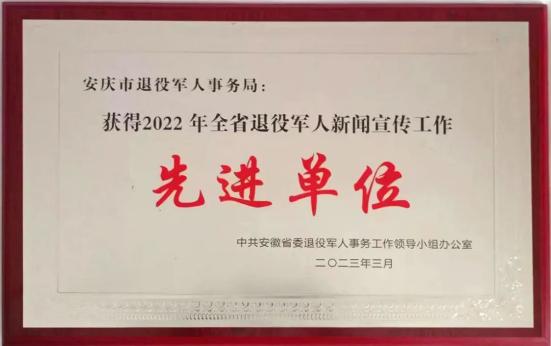 安庆市退役军人事务局：
获得2022年全省退役军人新闻宣传工作
先进单位
中共安徽省委退役军人事务工作领导小组办公室
二〇二三年三月